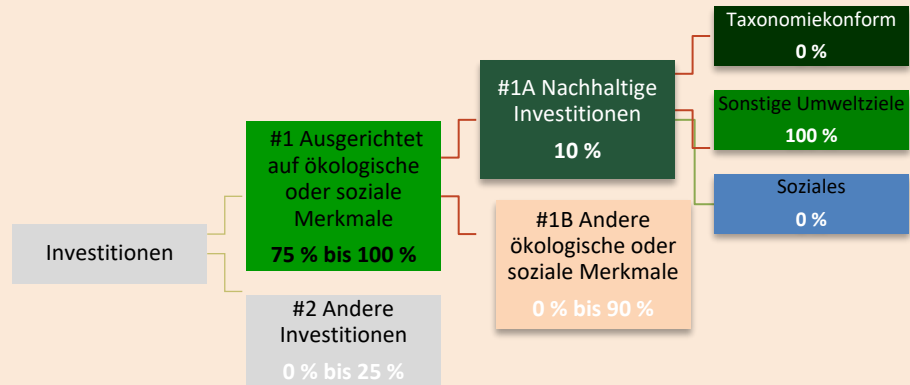 Investitionen
#1 Ausgerichtet
auf ökologische
oder soziale
Merkmale
75 % bis 100 %
#2 Andere
Investitionen
0 % bis 25 %
#1A Nachhaltige
Investitionen
10 %
#1B Andere
ökologische oder
soziale Merkmale
0 % bis 90 %
Taxonomiekonform
0 %
Sonstige Umweltziele
100 %
Soziales
0 %